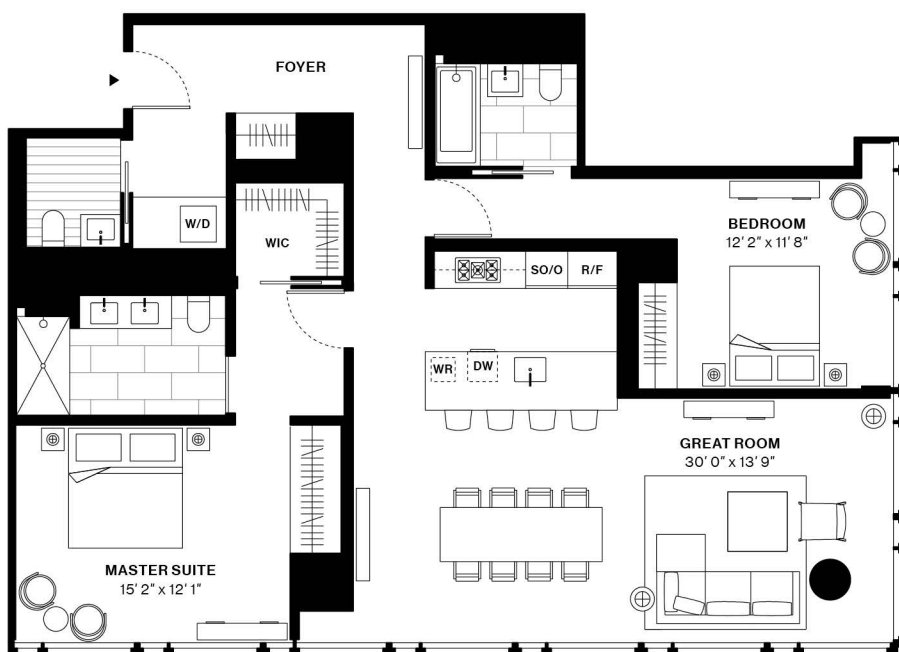 FOYER
W/D
WIC
SO/O
R/F
BEDROOM
12' 2" x 11' 8"
WR
DW
GREAT ROOM
30' 0" x 13' 9"
MASTER SUITE
15' 2" x 12' 1"